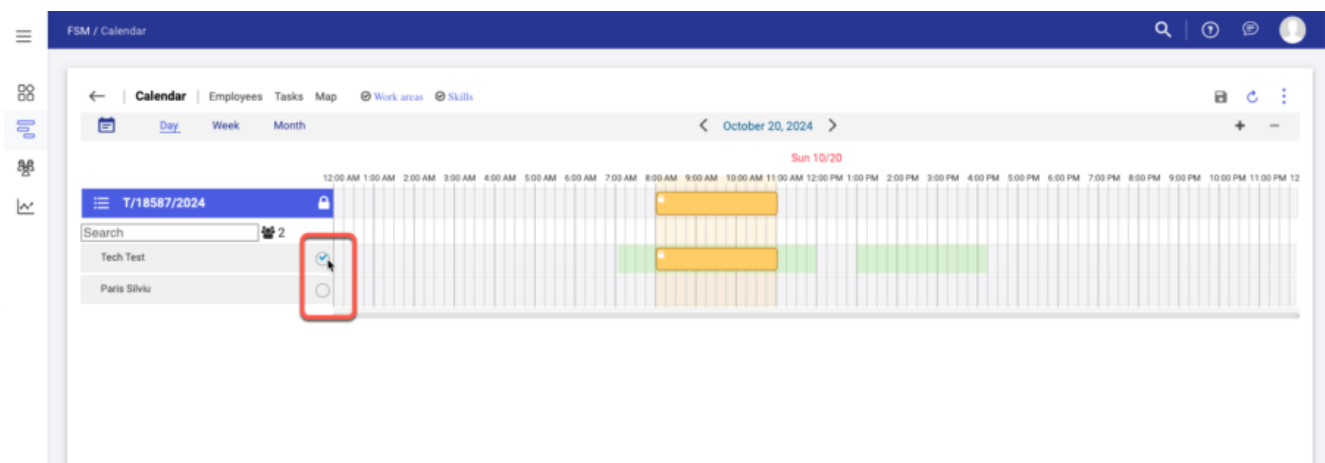 FSM / Calendar
Calendar Employees Tasks Map Work areas Skills
Day Week Month October 20, 2024
Sun 10/20
12:00 AM 1:00 AM 2:00 AM 3:00 AM 4:00 AM 5:00 AM 6:00 AM 7:00 AM 8:00 AM 9:00 AM 10:00 AM 11:00 AM 12:00 PM 1:00 PM 2:00 PM 3:00 PM 4:00 PM 5:00 PM 6:00 PM 7:00 PM 8:00 PM 9:00 PM 10:00 PM 11:00 PM 12
T/18587/2024
Search 2
Tech Test
Paris Silviu